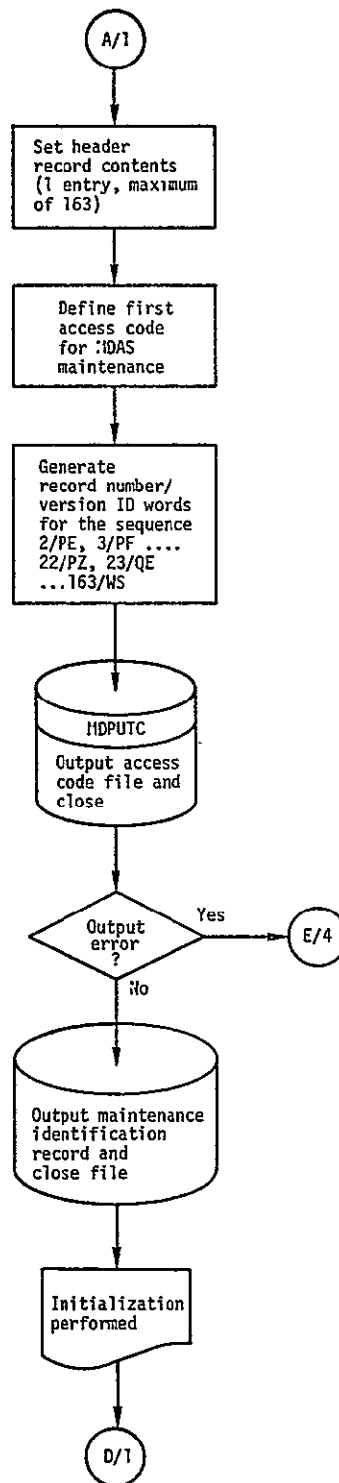 A/1
Set header
record contents
(1 entry, maximum
of 163)
Define first
access code
for MDAS
maintenance
Generate
record number/
version ID words
for the sequence
2/PE, 3/PF ....
22/PZ, 23/QE
...163/WS
MDPUTC
Output access
code file and
close
Output
error
?
Yes
E/4
No
Output maintenance
identification
record and
close file
Initialization
performed
D/1